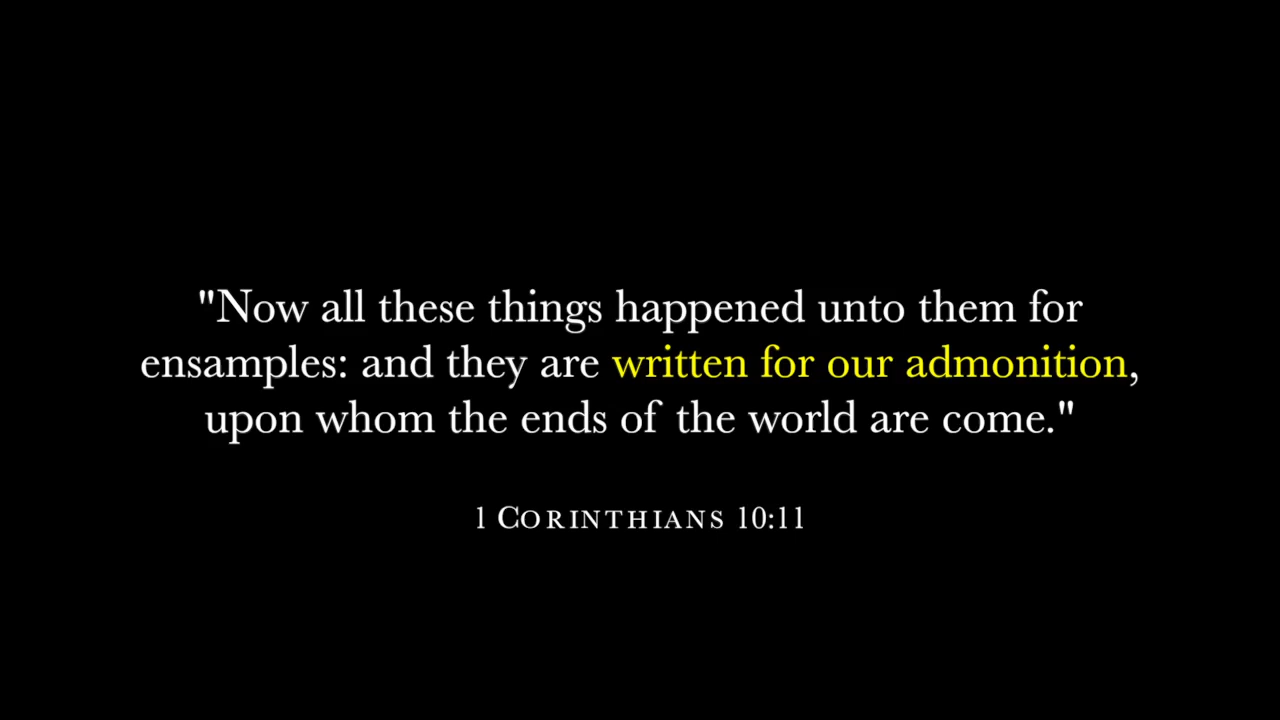 "Now all these things happened unto them for
ensamples: and they are written for our admonition,
upon whom the ends of the world are come."
1 CORINTHIANS 10:11